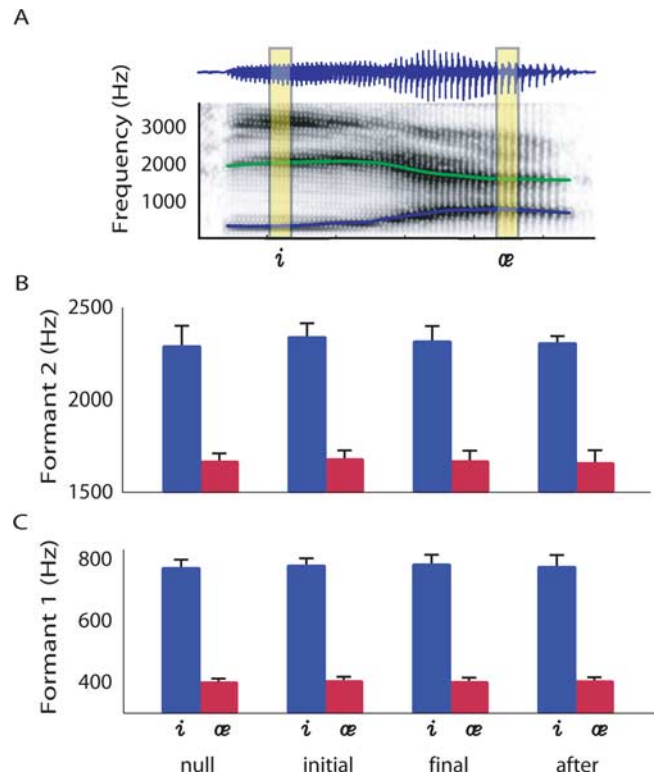 A
Frequency (Hz)
3000
2000
1000
i æ
B
Formant 2 (Hz)
2500
2000
1500
C
Formant 1 (Hz)
800
600
400
i æ i æ i æ i æ
null initial final after